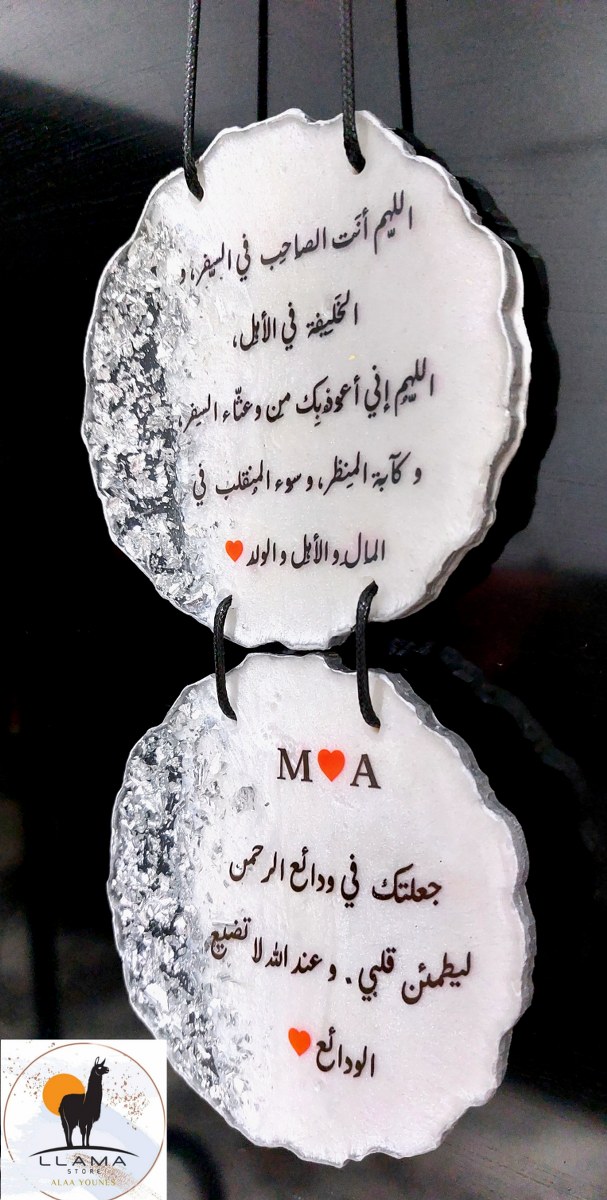 اللهم أنت الصاحب في السفر، و
الخليفة في الأهل،
اللهم إني أعوذ بك من وعثاء السفر،
و كآبة المنظر، و سوء المنقلب في
المال و الأهل و الولد ♥
M♥A
جعلتك في ودائع الرحمن
ليطمئن قلبي . و عند الله لا تضيع
الودائع ♥
LLAMA
STORE
ALAA YOUNES